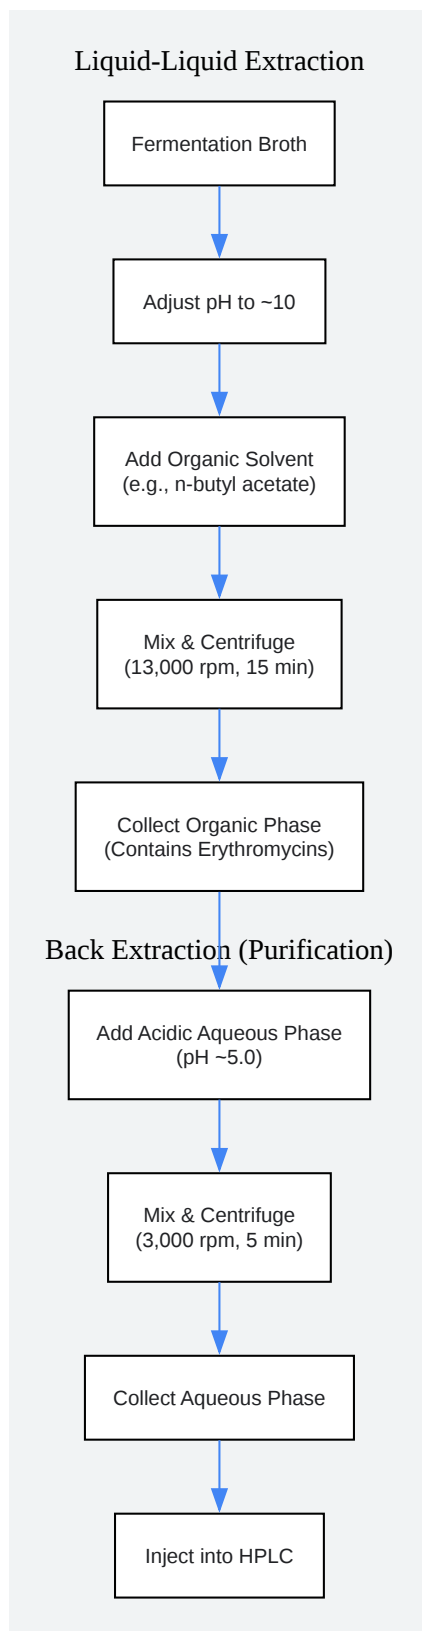 Liquid-Liquid Extraction
Fermentation Broth
Adjust pH to ~10
Add Organic Solvent
(e.g., n-butyl acetate)
Mix & Centrifuge
(13,000 rpm, 15 min)
Collect Organic Phase
(Contains Erythromycins)
Back Extraction (Purification)
Add Acidic Aqueous Phase
(pH ~5.0)
Mix & Centrifuge
(3,000 rpm, 5 min)
Collect Aqueous Phase
Inject into HPLC